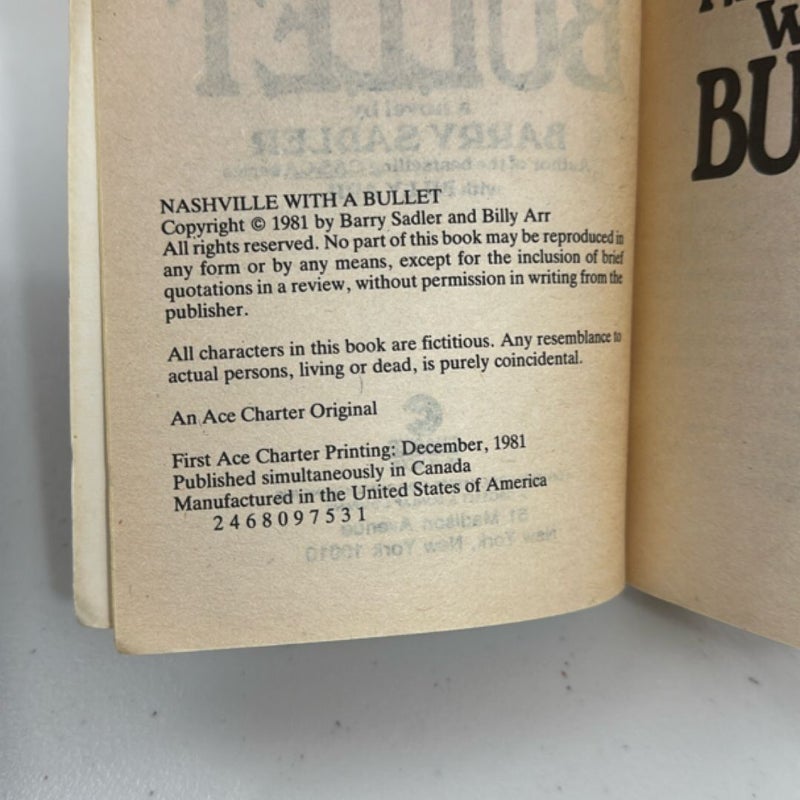 NASHVILLE WITH A BULLET
Copyright © 1981 by Barry Sadler and Billy Arr
All rights reserved. No part of this book may be reproduced in
any form or by any means, except for the inclusion of brief
quotations in a review, without permission in writing from the
publisher.
All characters in this book are fictitious. Any resemblance to
actual persons, living or dead, is purely coincidental.
An Ace Charter Original
First Ace Charter Printing: December, 1981
Published simultaneously in Canada
Manufactured in the United States of America
2 4 6 8 0 9 7 5 3 1
W
BU